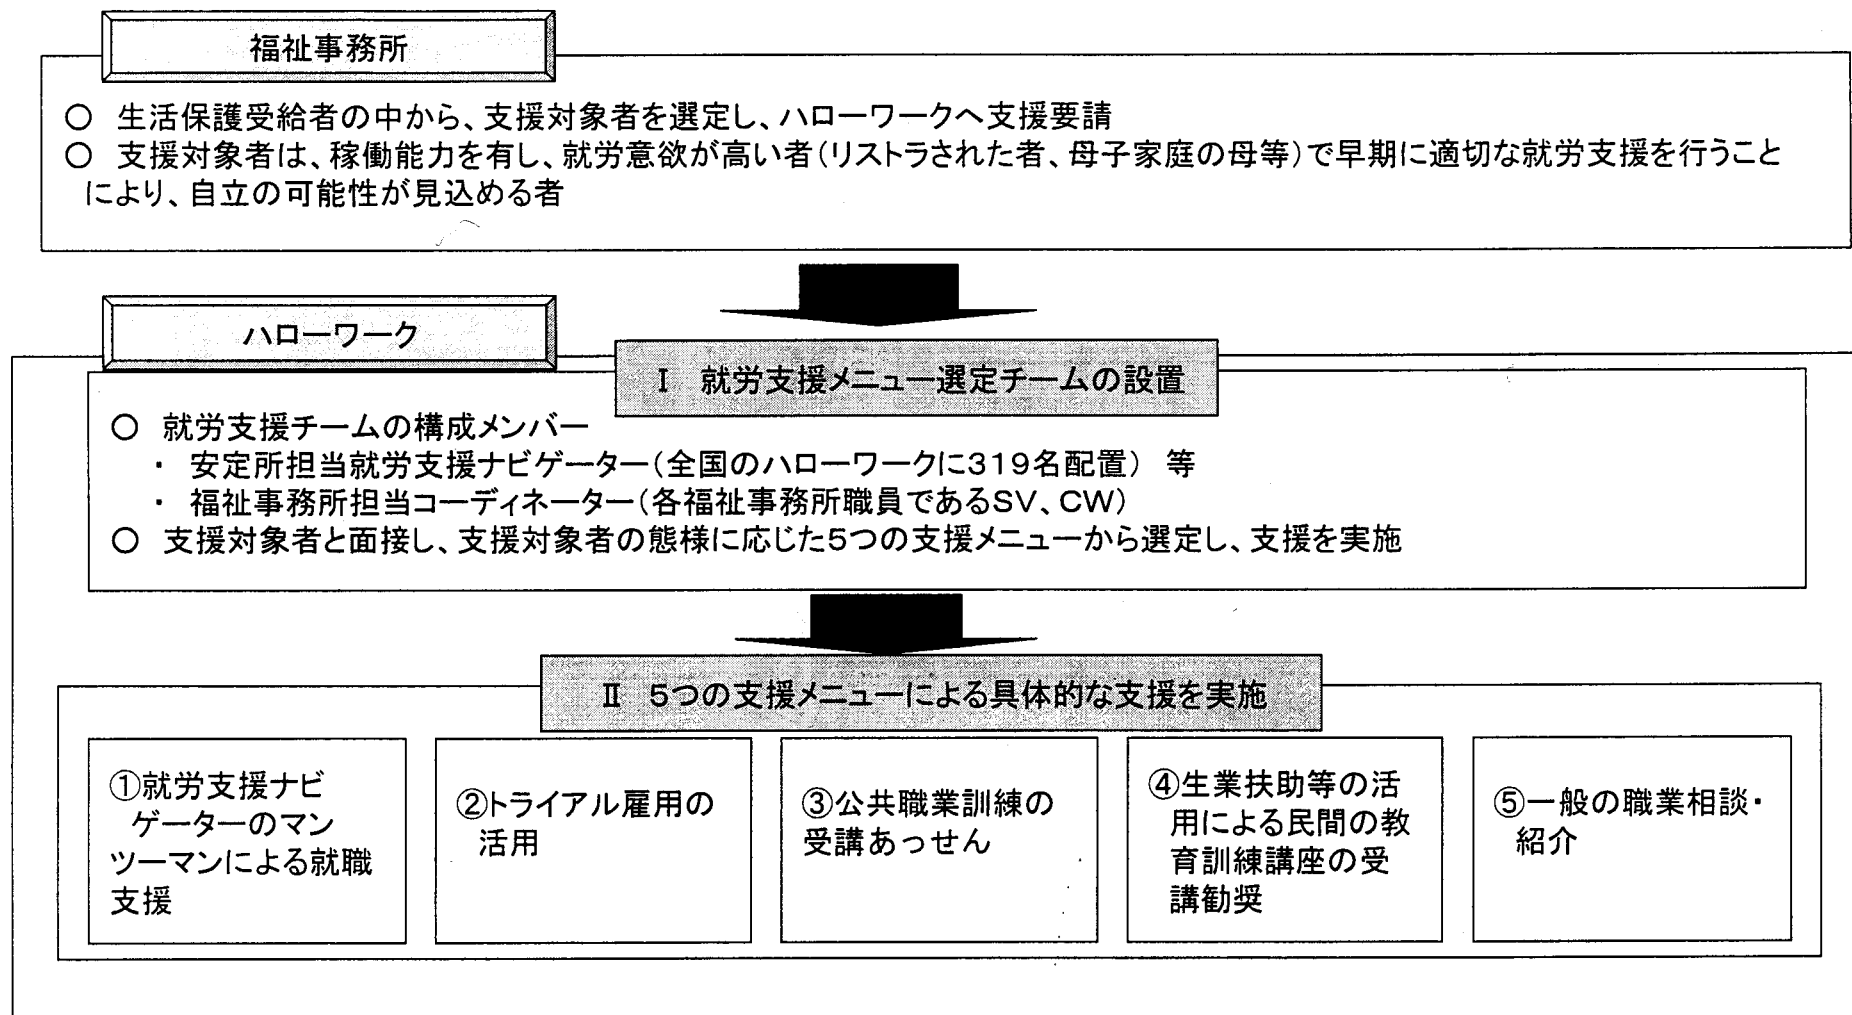 福祉事務所
○ 生活保護受給者の中から、支援対象者を選定し、ハローワークへ支援要請
○ 支援対象者は、稼働能力を有し、就労意欲が高い者(リストラされた者、母子家庭の母等)で早期に適切な就労支援を行うこと
により、自立の可能性が見込める者
ハローワーク
Ⅰ 就労支援メニュー選定チームの設置
○ 就労支援チームの構成メンバー
・ 安定所担当就労支援ナビゲーター(全国のハローワークに319名配置) 等
・ 福祉事務所担当コーディネーター(各福祉事務所職員であるSV、CW)
○ 支援対象者と面接し、支援対象者の態様に応じた5つの支援メニューから選定し、支援を実施
Ⅱ 5つの支援メニューによる具体的な支援を実施
①就労支援ナビ
ゲーターのマン
ツーマンによる就職
支援
②トライアル雇用の
活用
③公共職業訓練の
受講あっせん
④生業扶助等の活
用による民間の教
育訓練講座の受
講勧奨
⑤一般の職業相談・
紹介